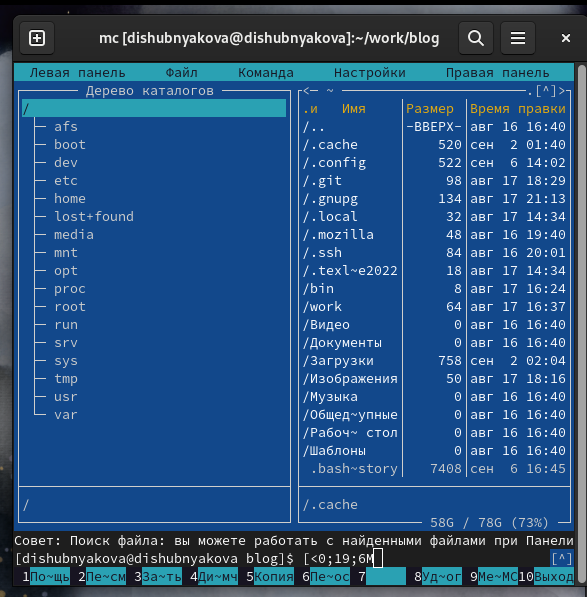 mc [dishubnyakova@dishubnyakova]:~/work/blog
Левая панель Файл Команда Настройки Правая панель
Дерево каталогов
/
afs
boot
dev
etc
home
lost+found
media
mnt
opt
proc
root
run
srv
sys
tmp
usr
var
/
<— ~ .[^]>
.и Имя Размер Время правки
/.. -ВВЕРХ- авг 16 16:40
/.cache 520 сен 2 01:40
/.config 522 сен 6 14:02
/.git 98 авг 17 18:29
/.gnupg 134 авг 17 21:13
/.local 32 авг 17 14:34
/.mozilla 48 авг 16 19:40
/.ssh 84 авг 16 20:01
/.texl~e2022 18 авг 17 14:34
/bin 8 авг 17 16:24
/work 64 авг 17 16:37
/Видео 0 авг 16 16:40
/Документы 0 авг 16 16:40
/Загрузки 758 сен 2 02:04
/Изображения 50 авг 17 18:16
/Музыка 0 авг 16 16:40
/Общед~упные 0 авг 16 16:40
/Рабоч~ стол 0 авг 16 16:40
/Шаблоны 0 авг 16 16:40
.bash~story 7408 сен 6 16:45
/.cache
58G / 78G (73%)
Совет: Поиск файла: вы можете работать с найденными файлами при Панели
[dishubnyakova@dishubnyakova blog]$ [<0;19;6M [^]
1По~щь 2Пе~см 3За~ть 4Ди~мч 5Копия 6Пе~ос 7 8Уд~ог 9Ме~МС10Выход